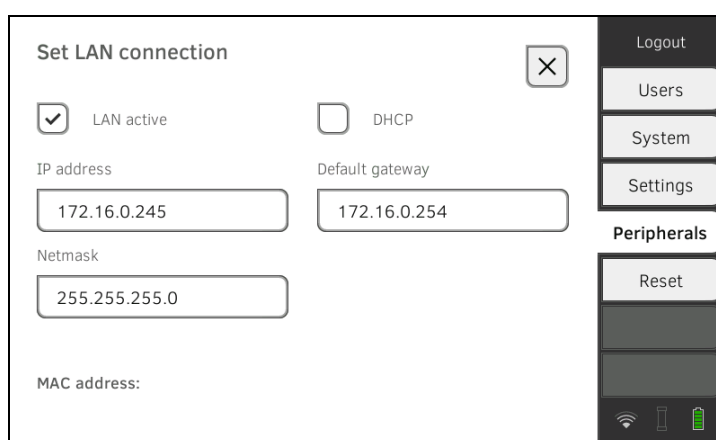 Set LAN connection
LAN active
DHCP
IP address
Default gateway
172.16.0.245
172.16.0.254
Netmask
255.255.255.0
MAC address:
Logout
Users
System
Settings
Peripherals
Reset